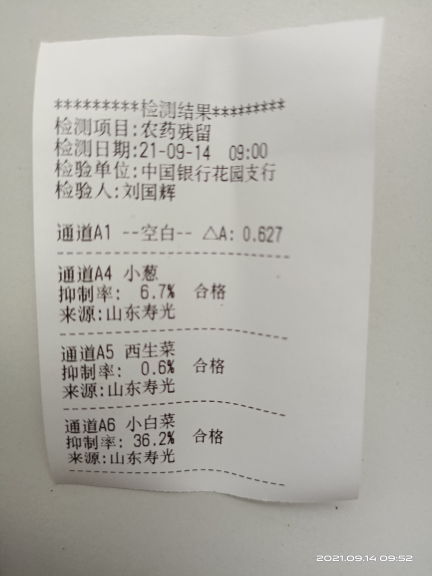 *********检测结果*********
检测项目:农药残留
检测日期:21-09-14 09:00
检验单位:中国银行花园支行
检验人:刘国辉
通道A1 --空白-- △A: 0.627
通道A4 小葱
抑制率: 6.7% 合格
来源:山东寿光
通道A5 西生菜
抑制率: 0.6% 合格
来源:山东寿光
通道A6 小白菜
抑制率: 36.2% 合格
来源:山东寿光
2021.09.14 09:52